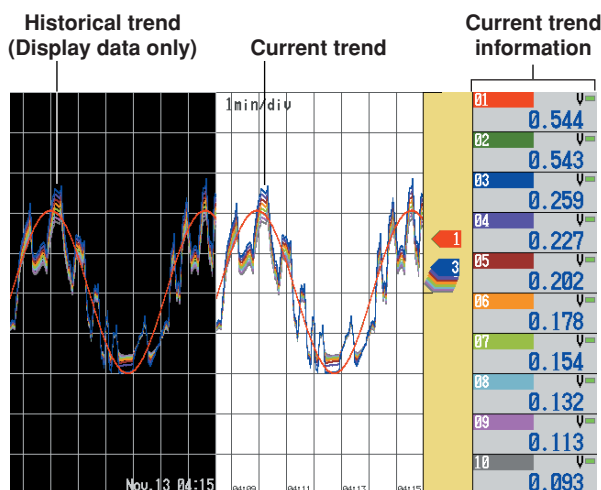 Historical trend
(Display data only)
Current trend
Current trend
information
1min/div
01 V
0.544
02 V
0.543
03 V
0.259
04 V
0.227
05 V
0.202
06 V
0.178
07 V
0.154
08 V
0.132
09 V
0.113
10 V
0.093
1
3
Nov.13 04:15
04:09 04:11 04:13 04:15